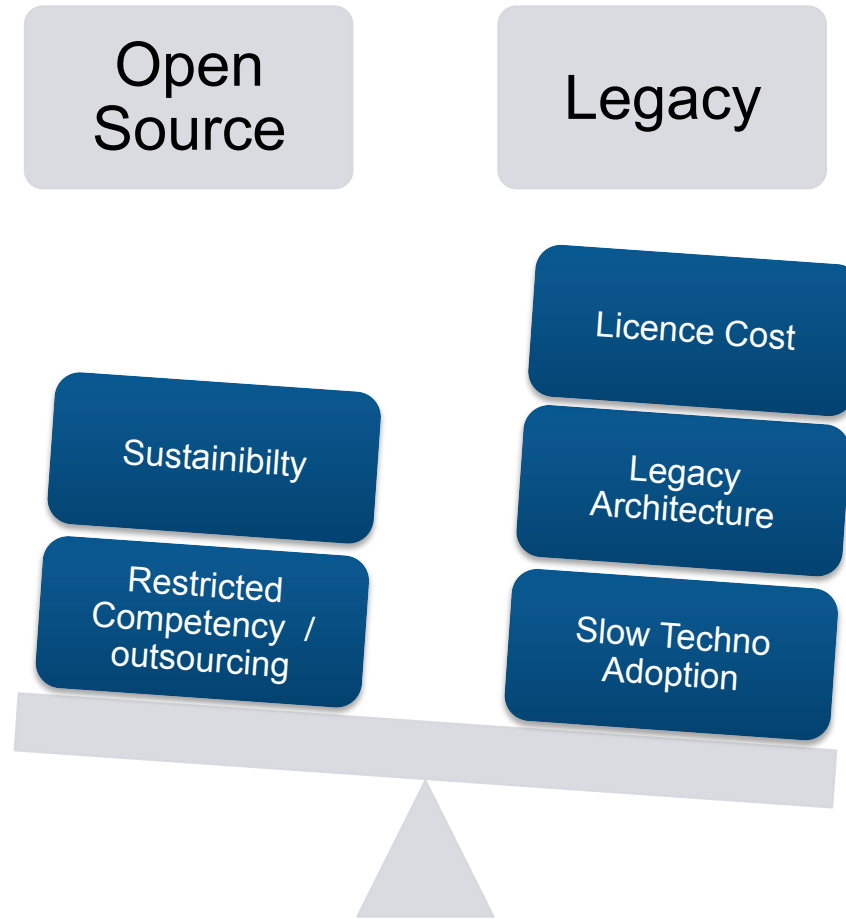 Open
Source
Legacy
Sustainibilty
Restricted
Competency /
outsourcing
Licence Cost
Legacy
Architecture
Slow Techno
Adoption